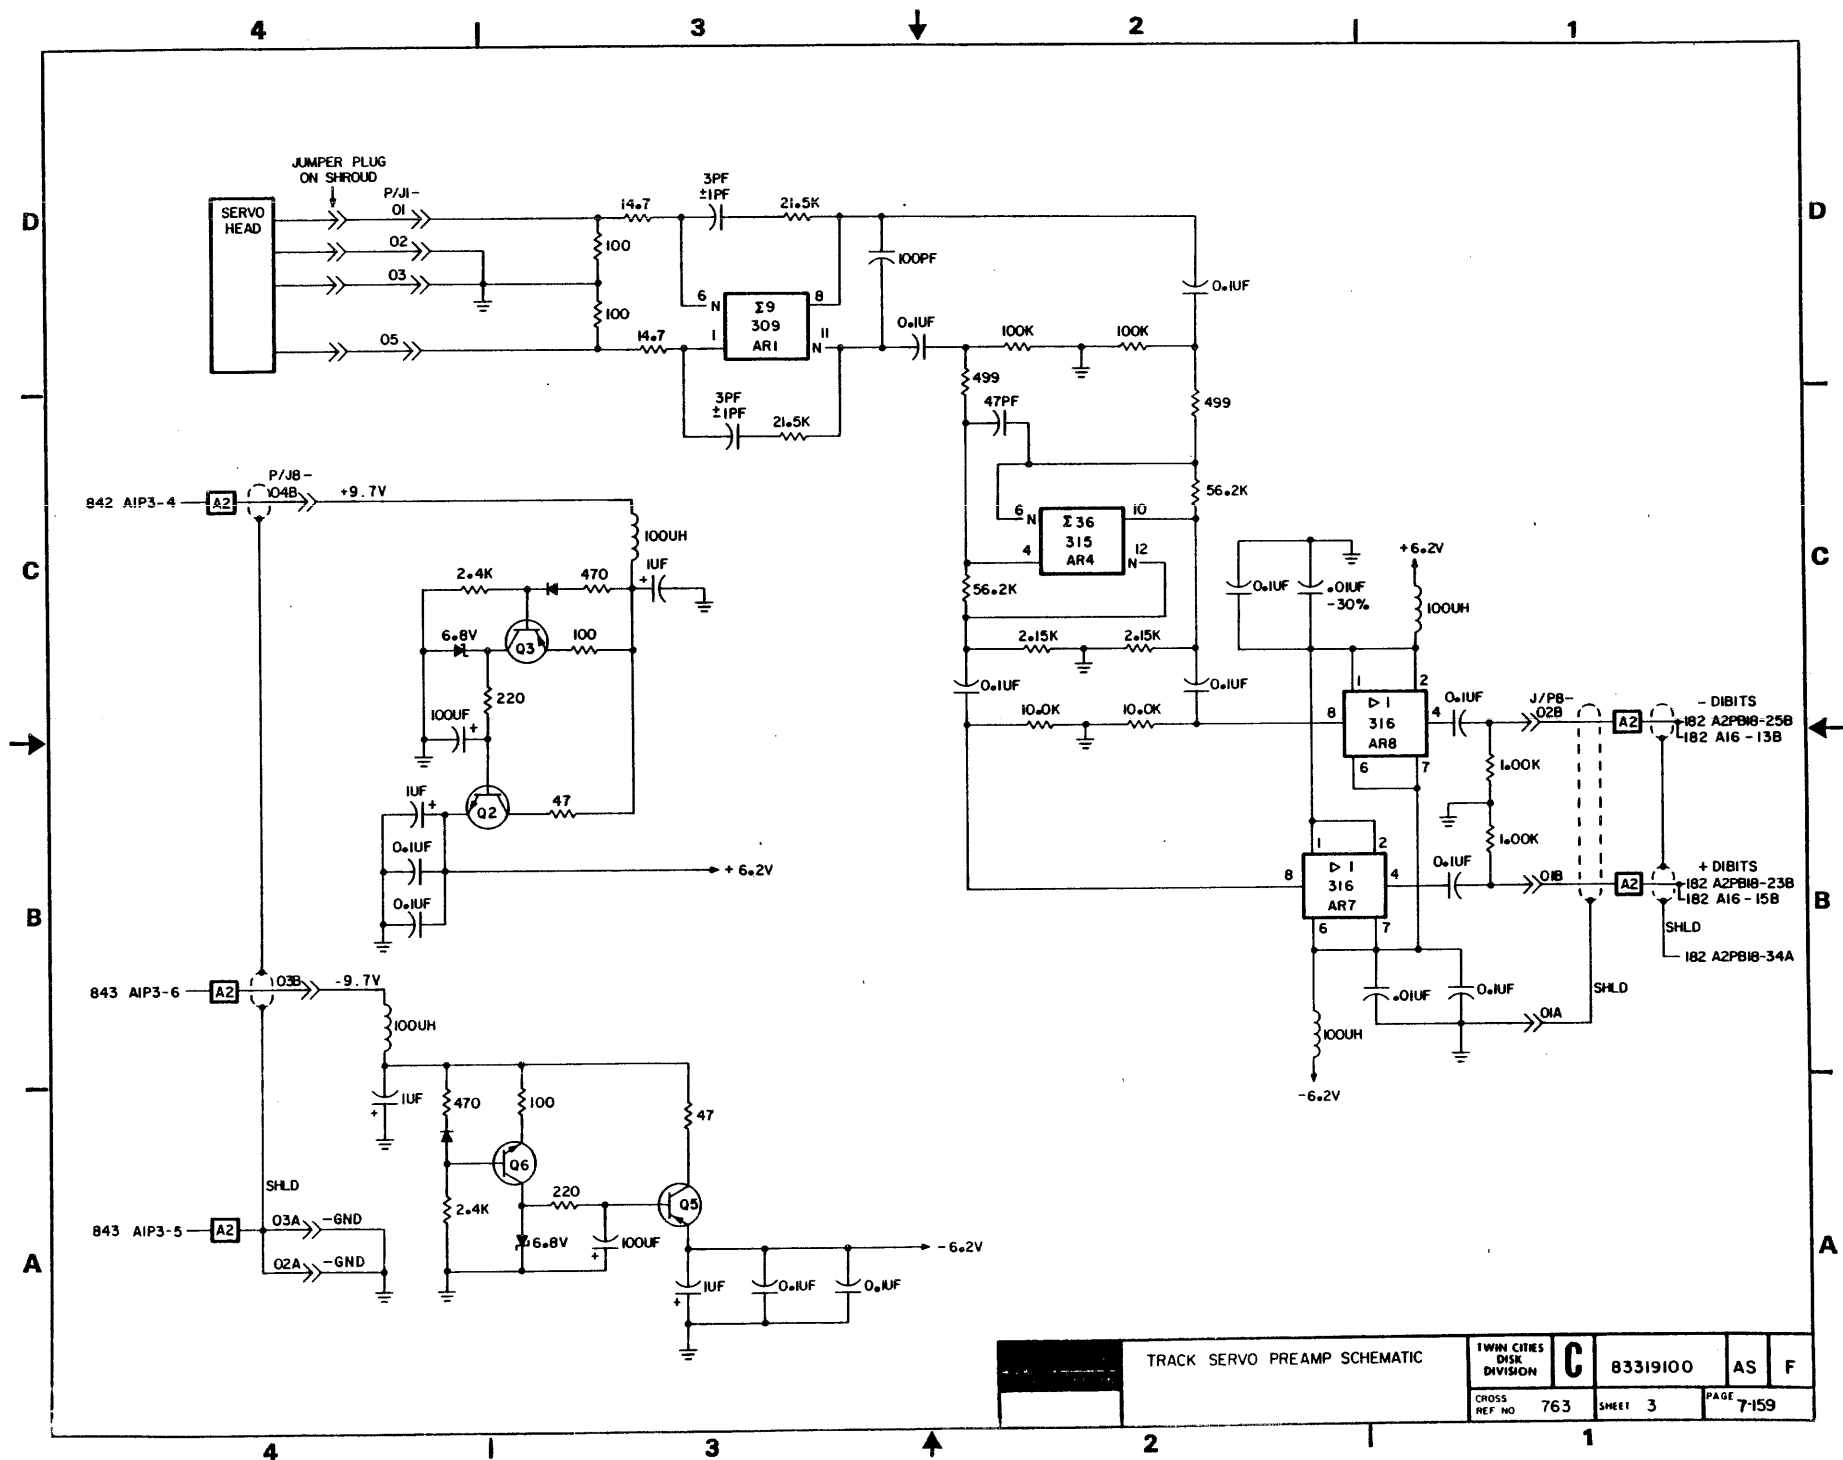 4 3 2 1
JUMPER PLUG
ON SHROUD
P/J1-
SERVO
HEAD
01
02
03
05
14.7
100
100
14.7
3PF
±1PF
21.5K
6 N
8
1
11
N
Σ9
309
AR1
3PF
±1PF
21.5K
100PF
0.1UF
100K
100K
0.1UF
499
47PF
499
56.2K
6 N
10
4
12
N
Σ36
315
AR4
56.2K
2.15K
2.15K
0.1UF
0.1UF
10.0K
10.0K
D
D
C
C
B
B
A
A
842 A1P3-4
A2
P/J8-
04B
+9.7V
100UH
1UF
+
2.4K
470
6.8V
Q3
100
220
100UF
+
Q2
47
1UF
+
0.1UF
0.1UF
+6.2V
0.1UF
.01UF
-30%
+6.2V
100UH
1
2
8
▷ 1
316
AR8
4
6
7
0.1UF
J/P8-
02B
A2
- DIBITS
182 A2PB18-25B
182 A16-13B
1.00K
1.00K
1
2
8
▷ 1
316
AR7
4
6
7
0.1UF
01B
A2
+ DIBITS
182 A2PB18-23B
182 A16-15B
SHLD
182 A2PB18-34A
.01UF
0.1UF
01A
SHLD
100UH
-6.2V
843 A1P3-6
A2
03B
-9.7V
100UH
1UF
+
470
100
47
Q6
2.4K
220
Q5
6.8V
100UF
+
-6.2V
1UF
+
0.1UF
0.1UF
SHLD
843 A1P3-5
A2
03A
-GND
02A
-GND
TRACK SERVO PREAMP SCHEMATIC
TWIN CITIES
DISK
DIVISION
C
83319100
AS
F
CROSS
REF NO 763
SHEET 3
PAGE 7-159
4 3 2 1